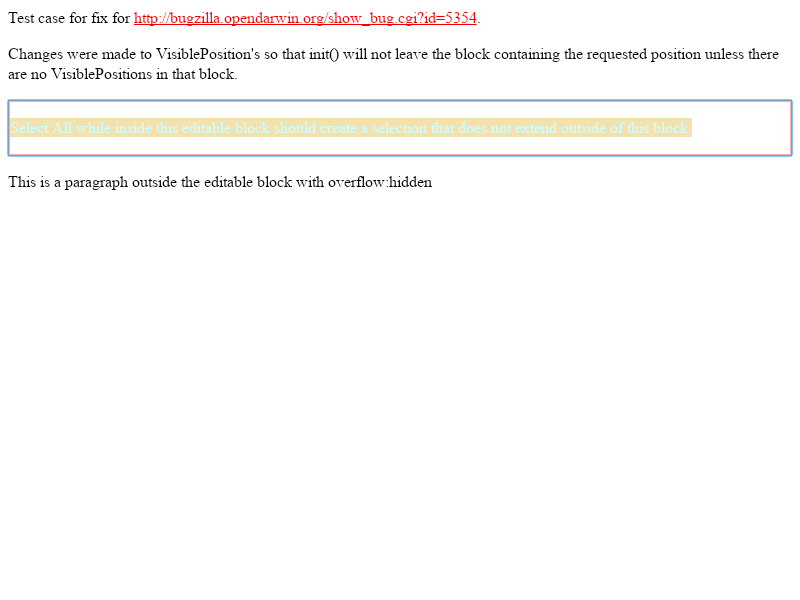 Test case for fix for http://bugzilla.opendarwin.org/show_bug.cgi?id=5354.
Changes were made to VisiblePosition's so that init() will not leave the block containing the requested position unless there
are no VisiblePositions in that block.
Select All while inside this editable block should create a selection that does not extend outside of this block.
This is a paragraph outside the editable block with overflow:hidden